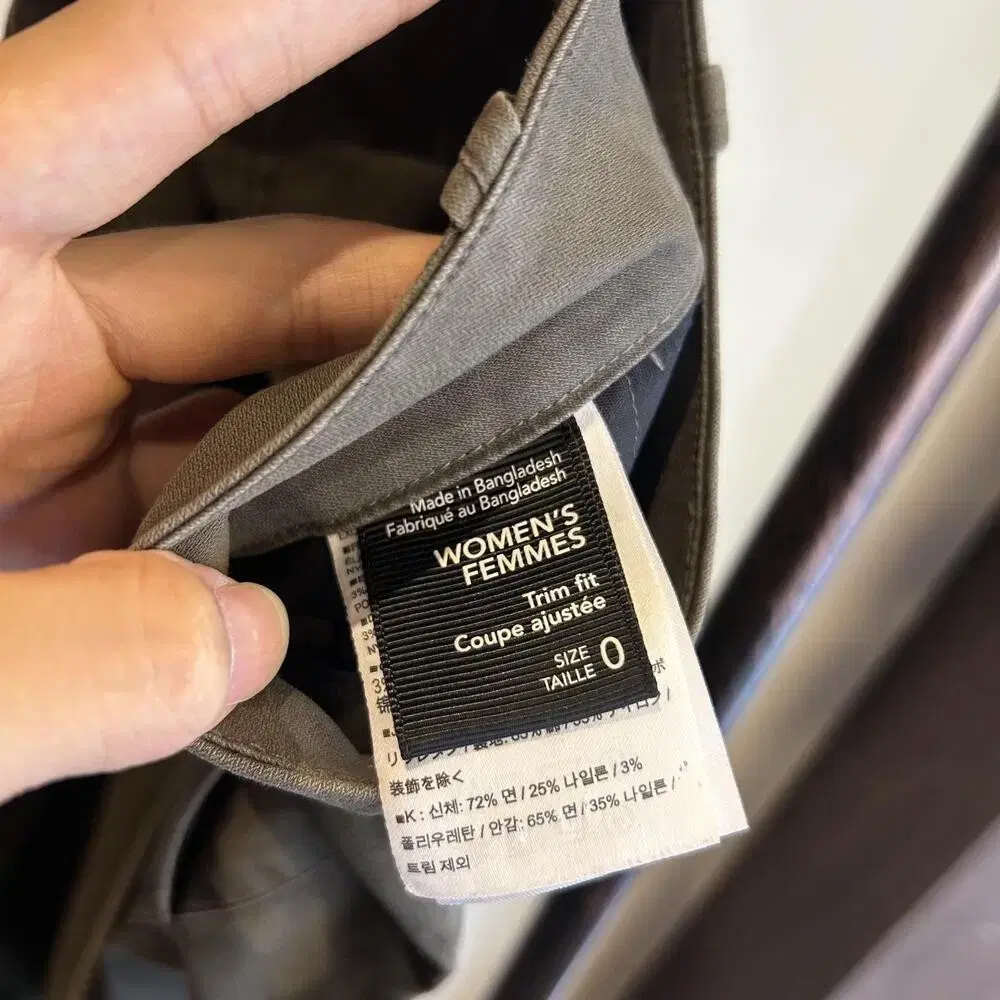 Made in Bangladesh
Fabriqué au Bangladesh
WOMEN'S
FEMMES
Trim fit
Coupe ajustée
SIZE
TAILLE 0
装飾を除く
■K : 신체: 72% 면 / 25% 나일론 / 3%
폴리우레탄 / 안감: 65% 면 / 35% 나일론 /
트림 제외